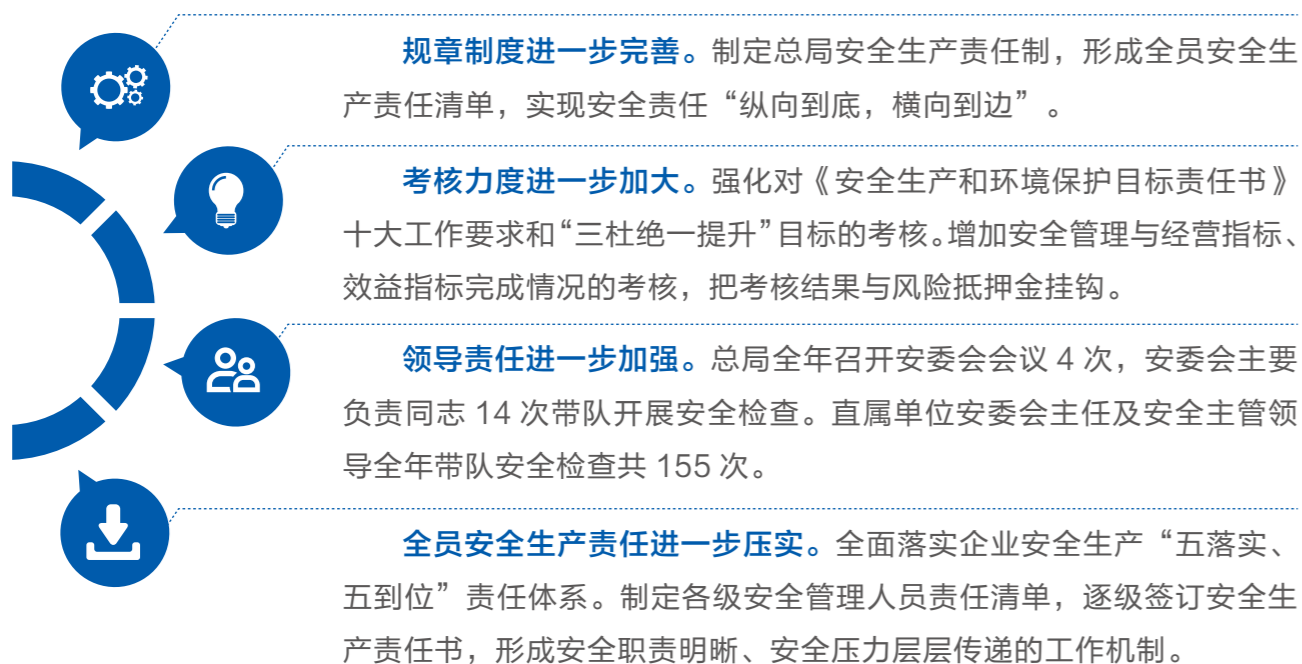 规章制度进一步完善。制定总局安全生产责任制，形成全员安全生
产责任清单，实现安全责任“纵向到底，横向到边”。
考核力度进一步加大。强化对《安全生产和环境保护目标责任书》
十大工作要求和“三杜绝一提升”目标的考核。增加安全管理与经营指标、
效益指标完成情况的考核，把考核结果与风险抵押金挂钩。
领导责任进一步加强。总局全年召开安委会会议 4 次，安委会主要
负责同志 14 次带队开展安全检查。直属单位安委会主任及安全主管领
导全年带队安全检查共 155 次。
全员安全生产责任进一步压实。全面落实企业安全生产“五落实、
五到位”责任体系。制定各级安全管理人员责任清单，逐级签订安全生
产责任书，形成安全职责明晰、安全压力层层传递的工作机制。